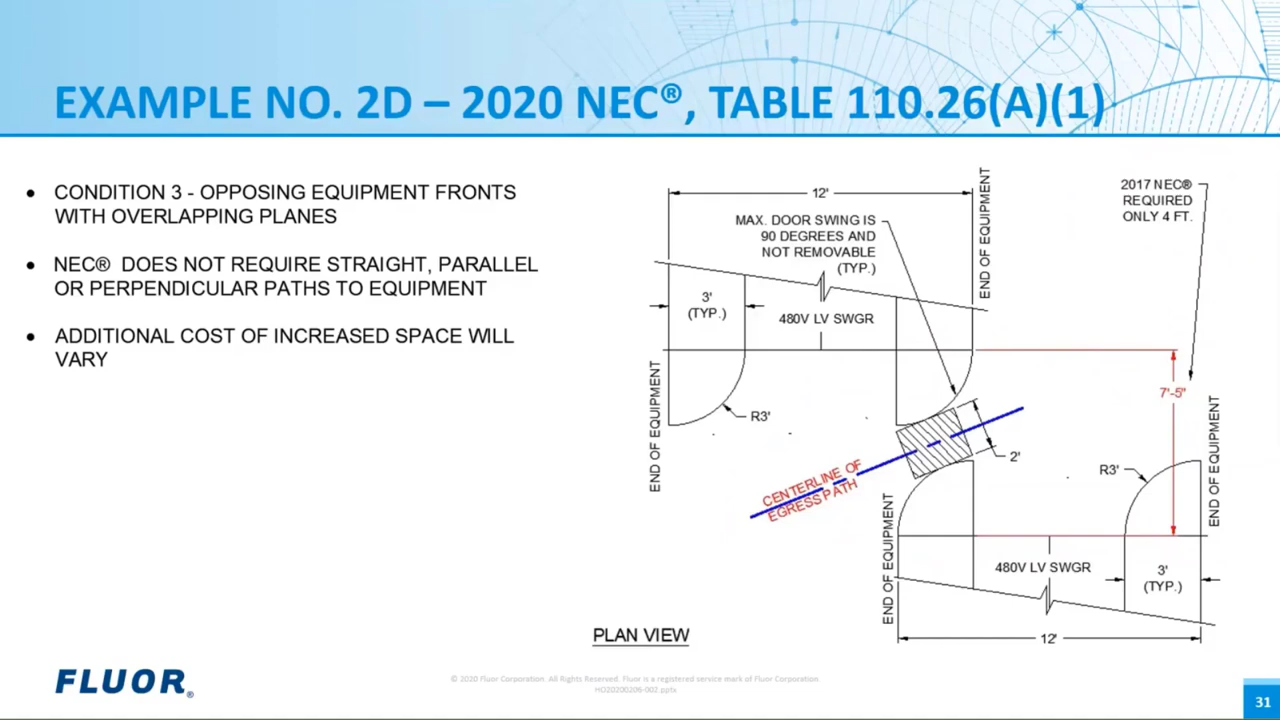 EXAMPLE NO. 2D – 2020 NEC®, TABLE 110.26(A)(1)
• CONDITION 3 - OPPOSING EQUIPMENT FRONTS
WITH OVERLAPPING PLANES
• NEC® DOES NOT REQUIRE STRAIGHT, PARALLEL
OR PERPENDICULAR PATHS TO EQUIPMENT
• ADDITIONAL COST OF INCREASED SPACE WILL
VARY
12'
END OF EQUIPMENT
2017 NEC®
REQUIRED
ONLY 4 FT.
MAX. DOOR SWING IS
90 DEGREES AND
NOT REMOVABLE
(TYP.)
3'
(TYP.)
480V LV SWGR
END OF EQUIPMENT
R3'
7'-5"
2'
CENTERLINE OF
EGRESS PATH
R3'
END OF EQUIPMENT
END OF EQUIPMENT
480V LV SWGR
3'
(TYP.)
12'
PLAN VIEW
FLUOR®
© 2020 Fluor Corporation. All Rights Reserved. Fluor is a registered service mark of Fluor Corporation.
HO20200206-002.pptx
31